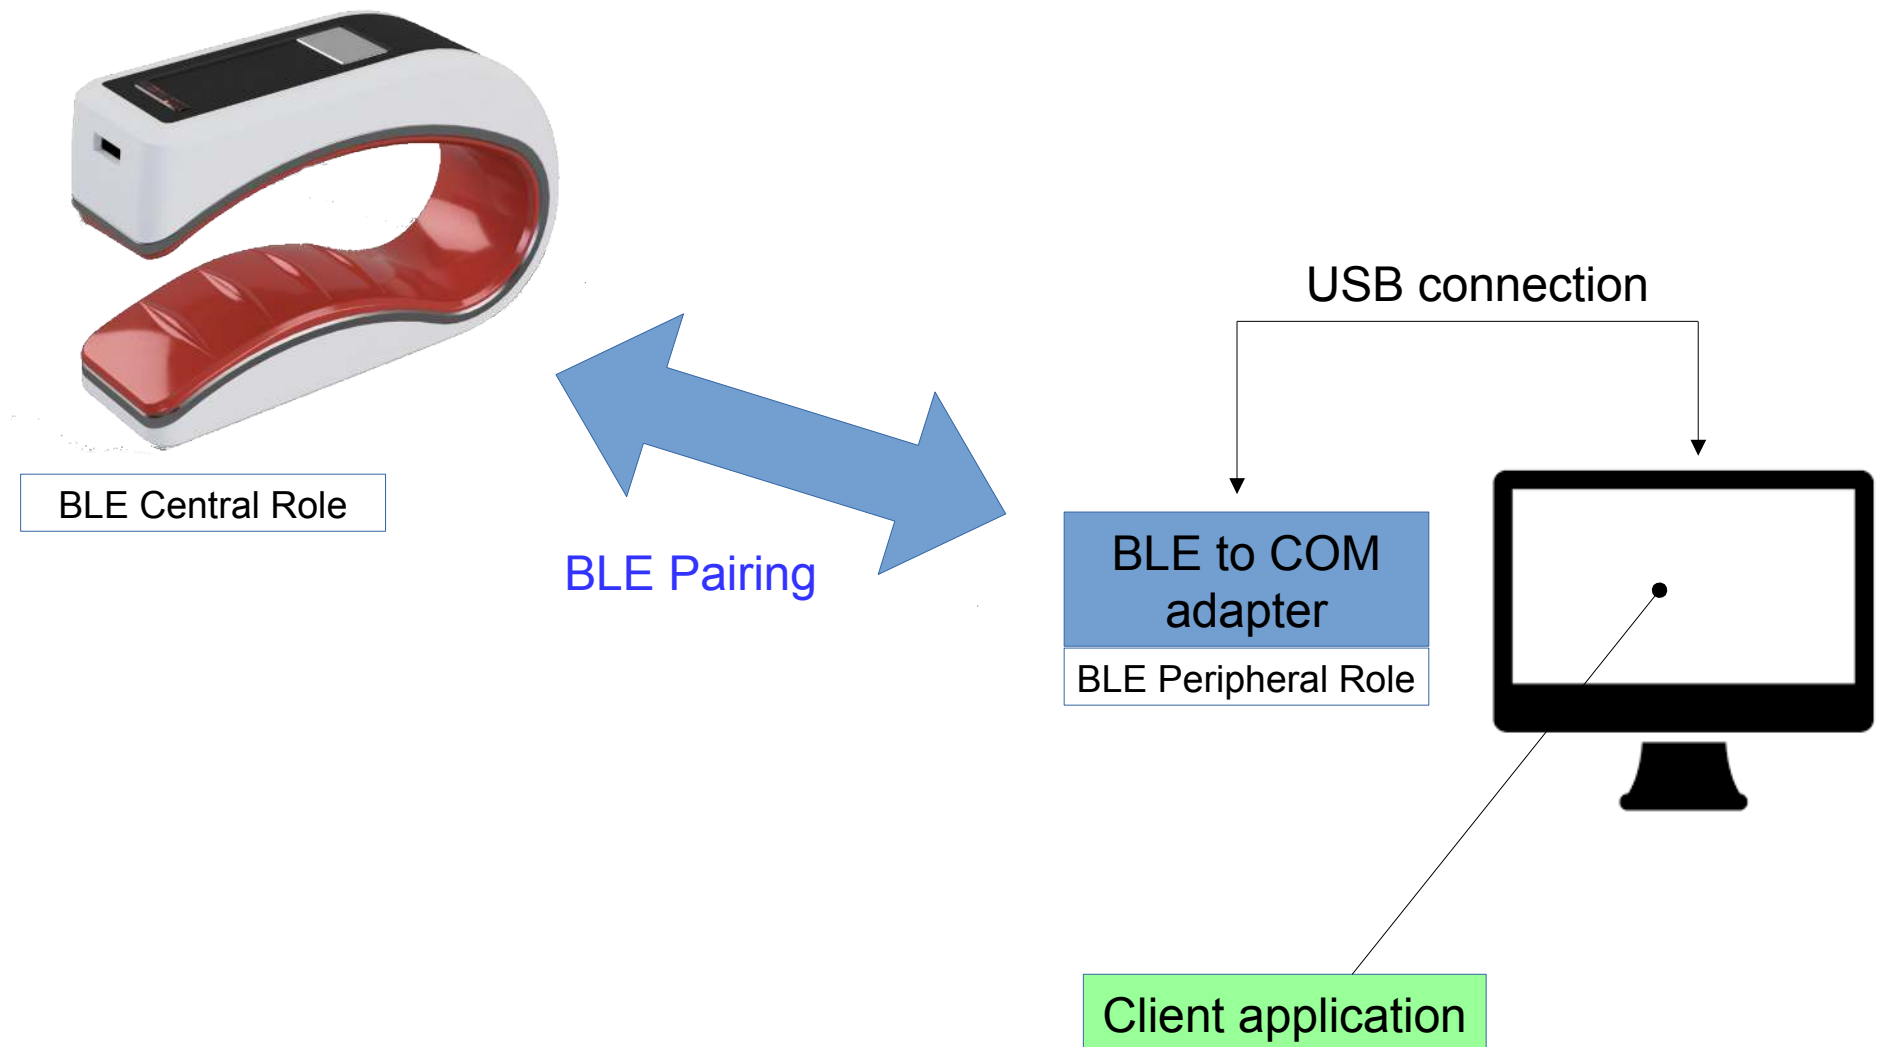 USB connection
BLE Central Role
BLE to COM
adapter
BLE Pairing
BLE Peripheral Role
Client application